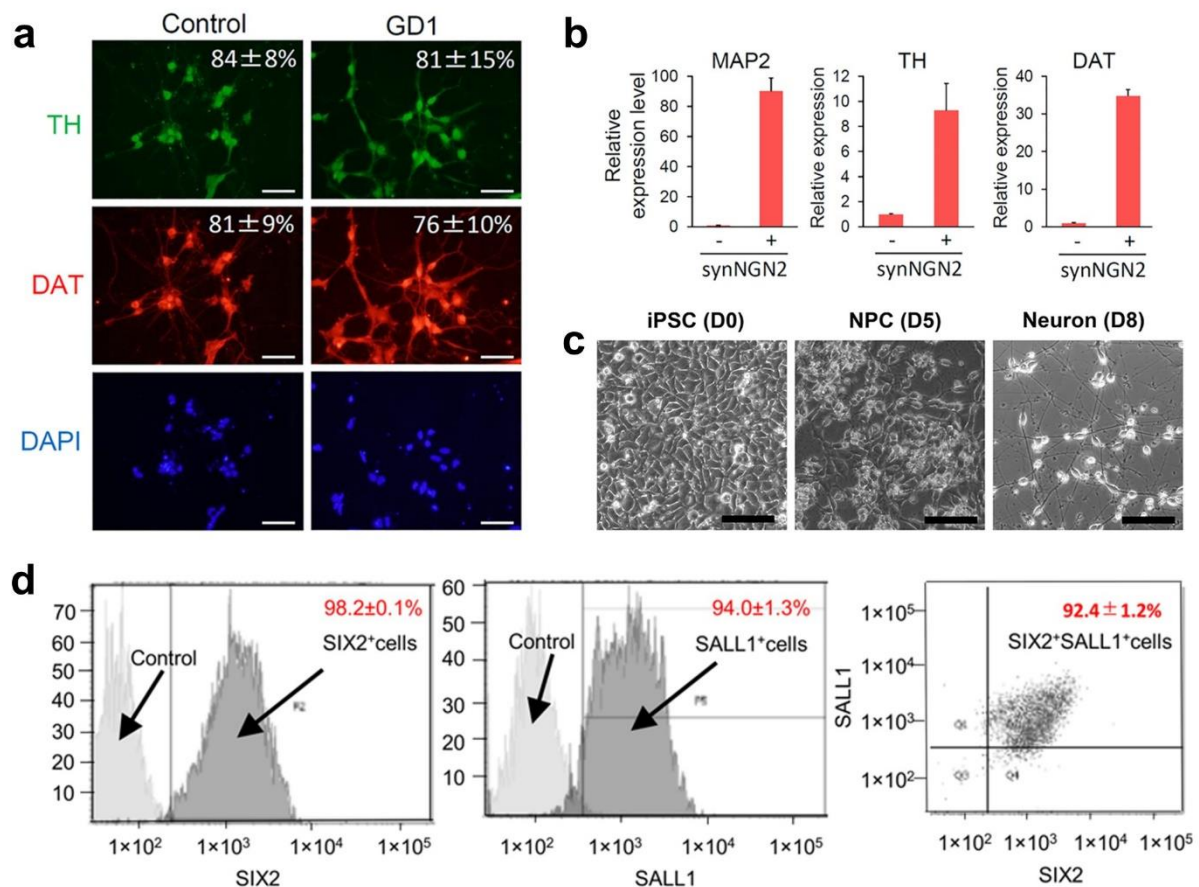 a
Control GD1
TH
84±8% 81±15%
DAT
81±9% 76±10%
DAPI
b
MAP2
Relative
expression level
100
80
60
40
20
0
- +
synNGN2
TH
Relative expression
12
10
8
6
4
2
0
- +
synNGN2
DAT
Relative expression
40
30
20
10
0
- +
synNGN2
c
iPSC (D0) NPC (D5) Neuron (D8)
d
70
60
50
40
30
20
10
98.2±0.1%
SIX2+cells
Control
R2
1×10² 1×10³ 1×10⁴ 1×10⁵
SIX2
60
50
40
30
20
10
0
94.0±1.3%
SALL1+cells
Control
P5
1×10² 1×10³ 1×10⁴ 1×10⁵
SALL1
SALL1
1×10⁵
1×10⁴
1×10³
1×10²
92.4±1.2%
SIX2+SALL1+cells
Q1
Q3 Q4
1×10² 1×10³ 1×10⁴ 1×10⁵
SIX2